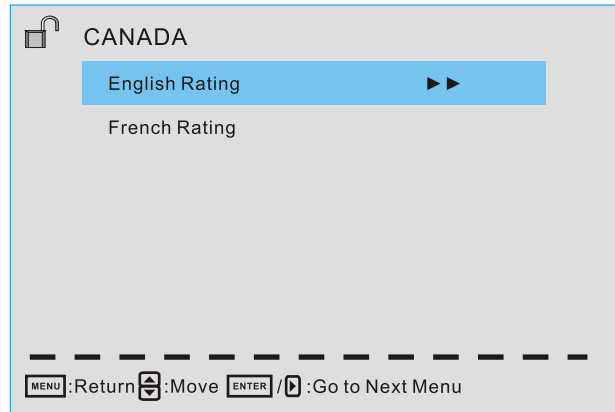 CANADA
English Rating ►►
French Rating
MENU:Return :Move ENTER/ :Go to Next Menu